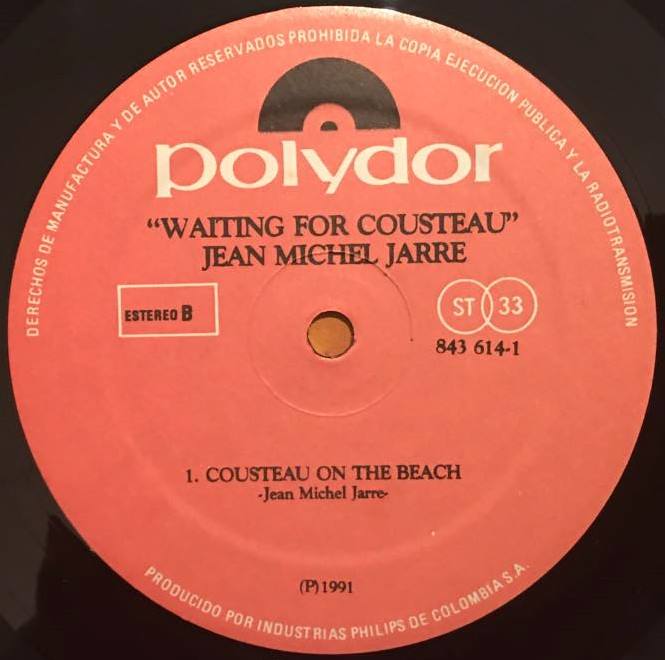 DERECHOS DE MANUFACTURA Y DE AUTOR RESERVADOS PROHIBIDA LA COPIA EJECUCION PUBLICA Y LA RADIOTRANSMISION
polydor
“WAITING FOR COUSTEAU”
JEAN MICHEL JARRE
ESTEREO B
ST 33
843 614-1
1. COUSTEAU ON THE BEACH
-Jean Michel Jarre-
(P) 1991
PRODUCIDO POR INDUSTRIAS PHILIPS DE COLOMBIA S.A.